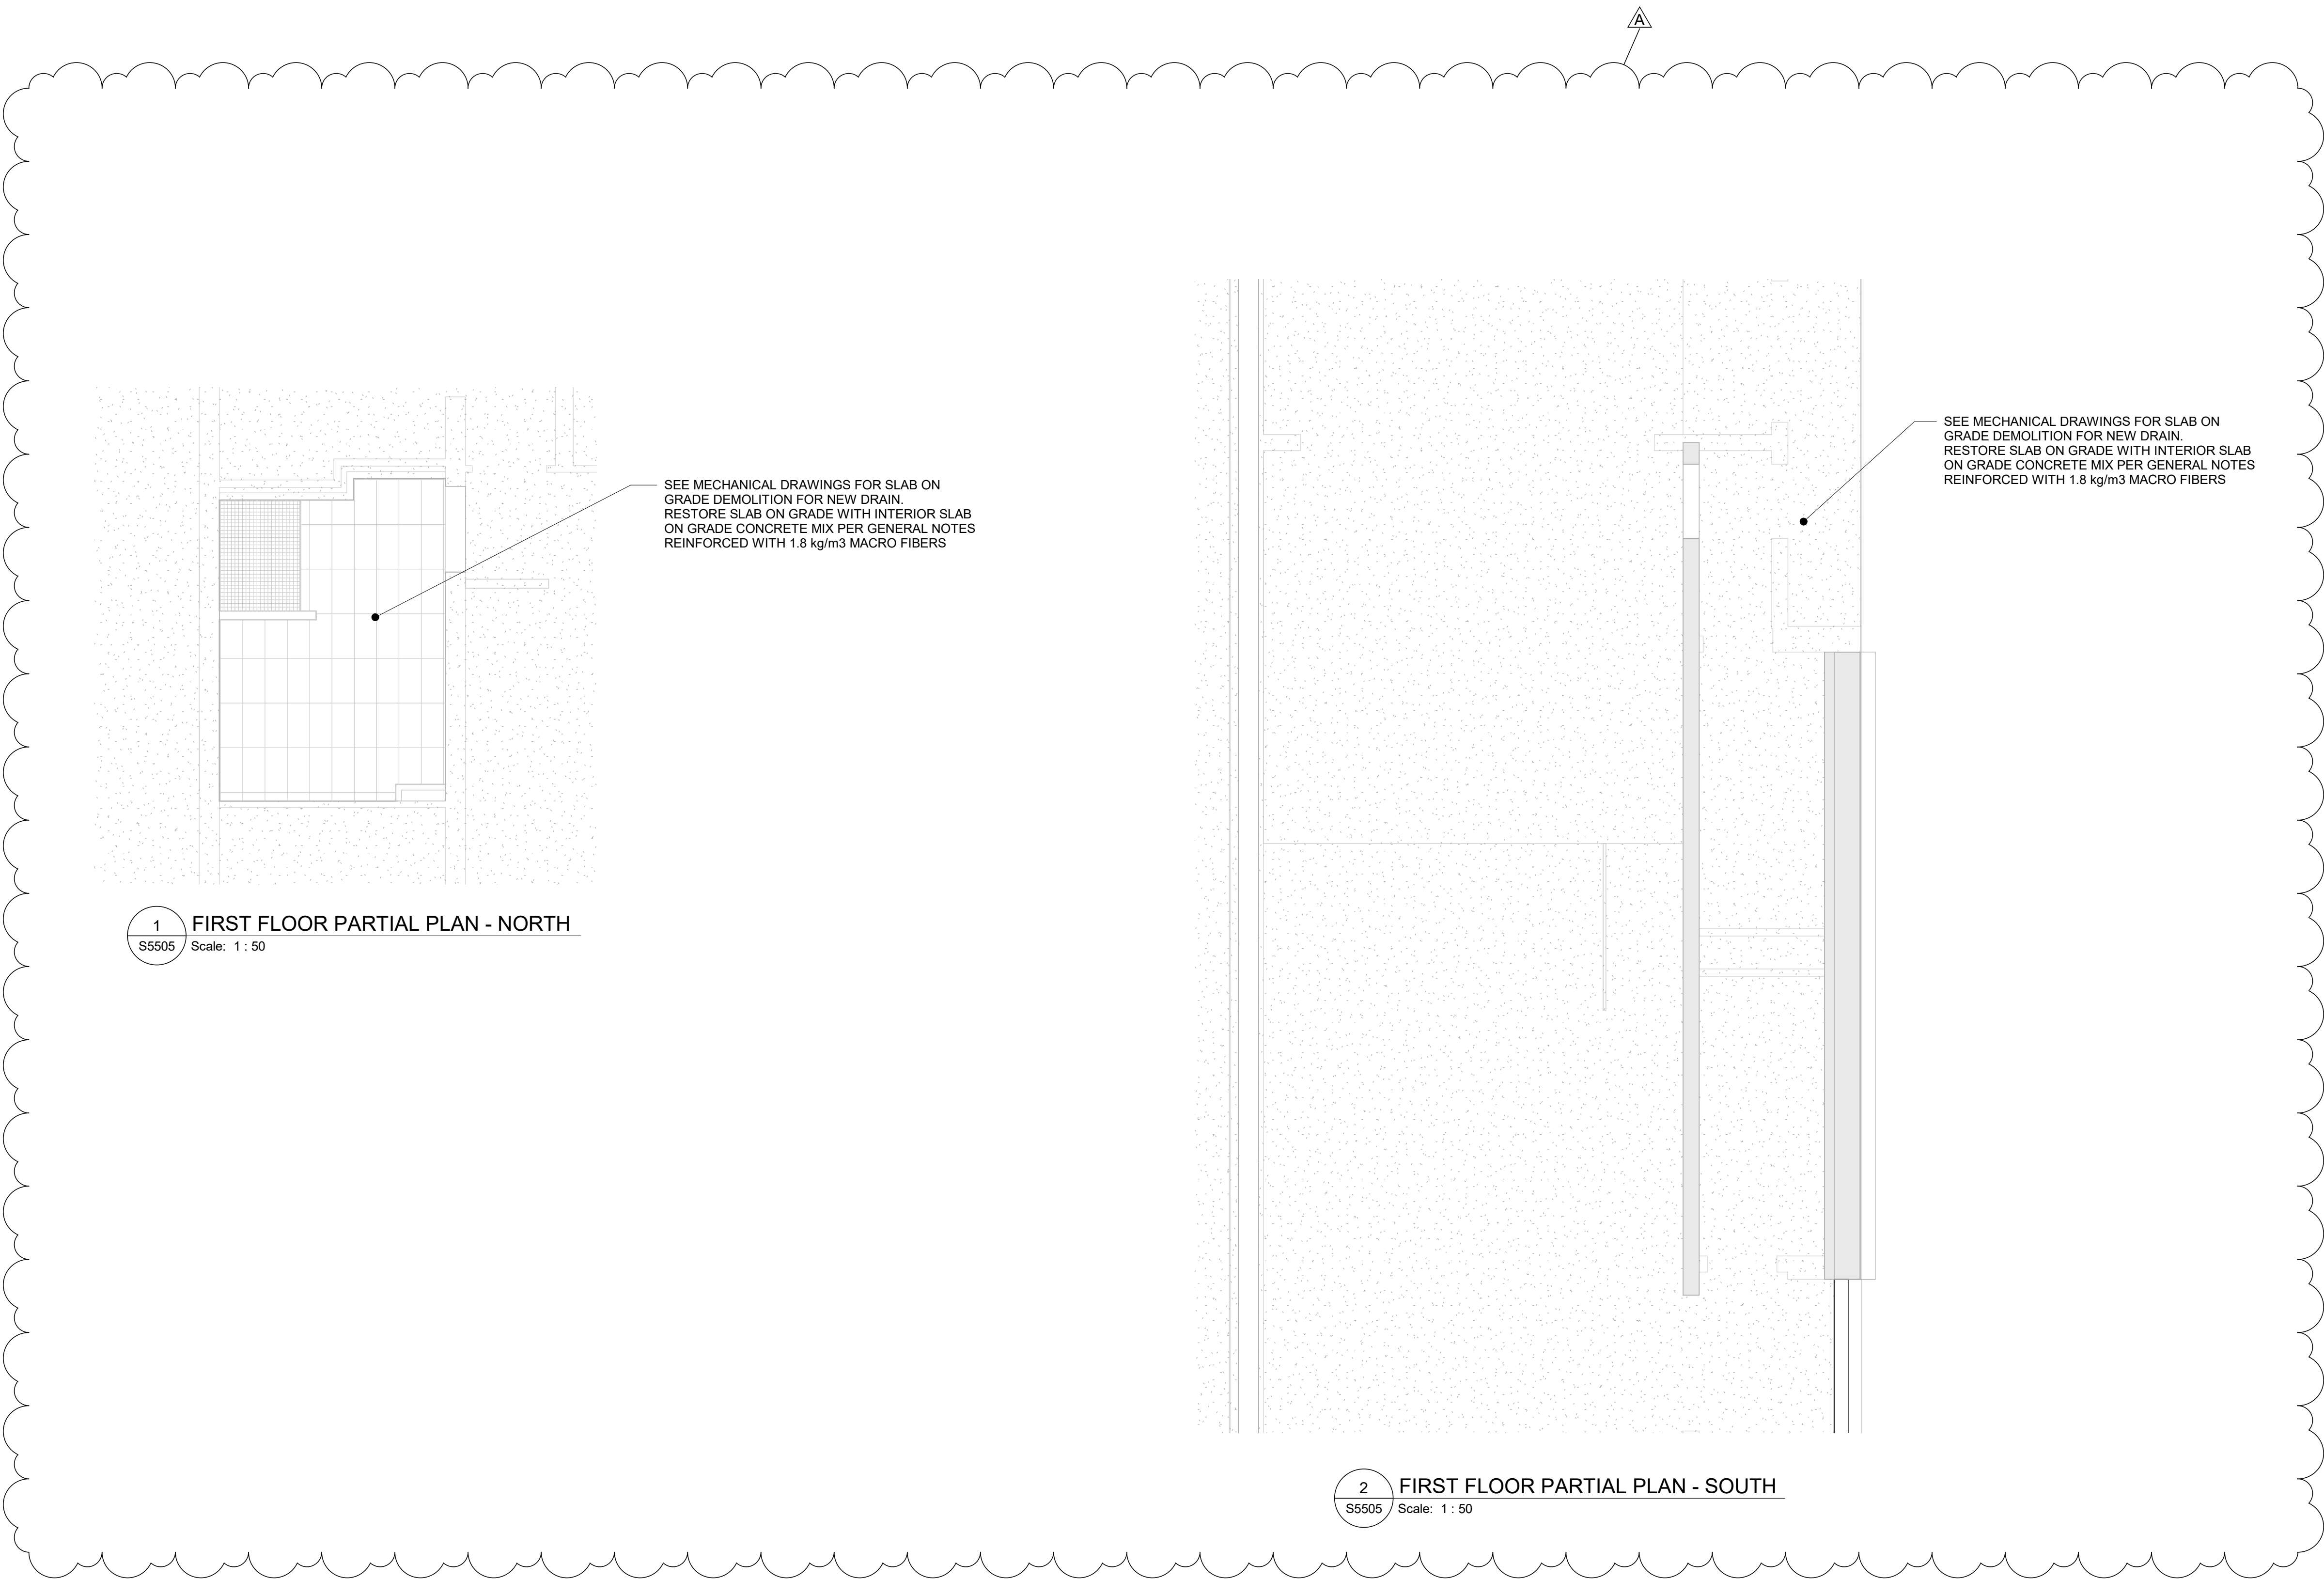 A
SEE MECHANICAL DRAWINGS FOR SLAB ON
GRADE DEMOLITION FOR NEW DRAIN.
RESTORE SLAB ON GRADE WITH INTERIOR SLAB
ON GRADE CONCRETE MIX PER GENERAL NOTES
REINFORCED WITH 1.8 kg/m3 MACRO FIBERS
1
S5505
FIRST FLOOR PARTIAL PLAN - NORTH
Scale: 1 : 50
SEE MECHANICAL DRAWINGS FOR SLAB ON
GRADE DEMOLITION FOR NEW DRAIN.
RESTORE SLAB ON GRADE WITH INTERIOR SLAB
ON GRADE CONCRETE MIX PER GENERAL NOTES
REINFORCED WITH 1.8 kg/m3 MACRO FIBERS
2
S5505
FIRST FLOOR PARTIAL PLAN - SOUTH
Scale: 1 : 50